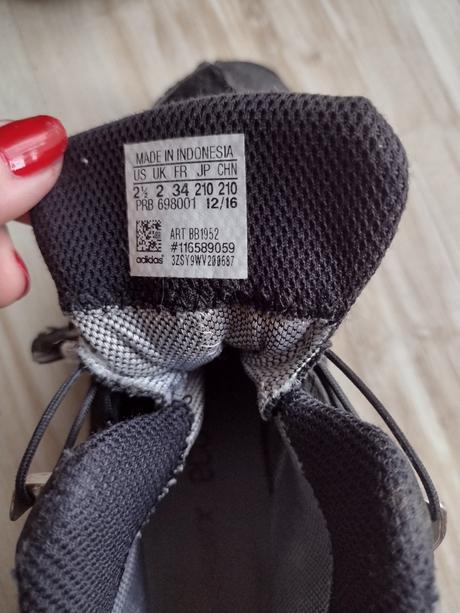 MADE IN INDONESIA
US UK FR JP CHN
2½ 2 34 210 210
PRB 698001 12/16
ART BB1952
#116589059
adidas 3ZSY9WV298687